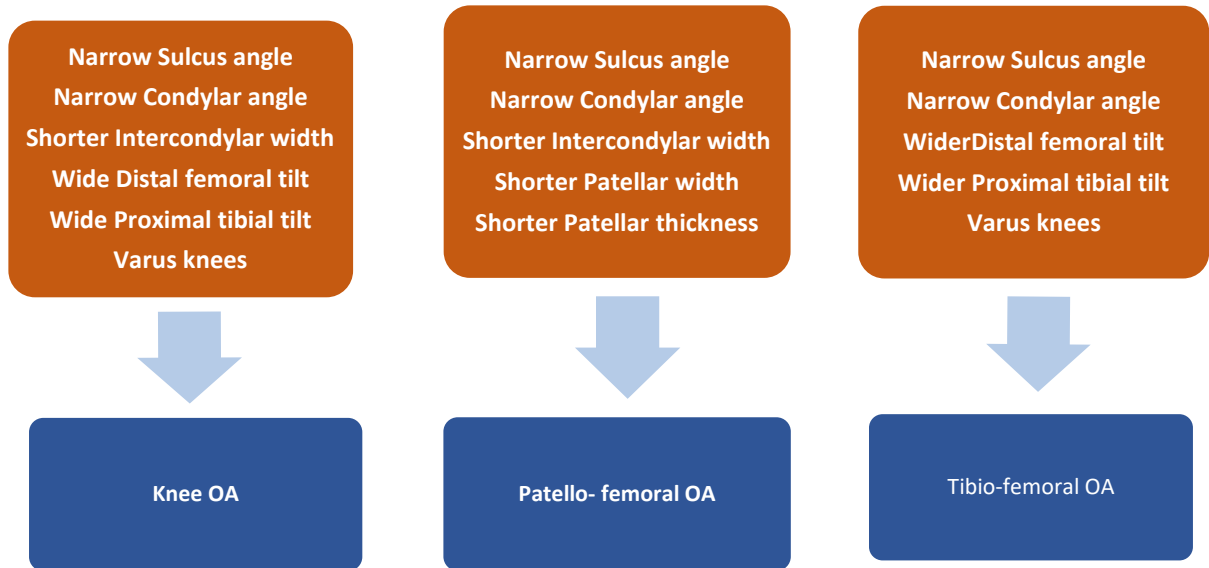 Narrow Sulcus angle
Narrow Condylar angle
Shorter Intercondylar width
Wide Distal femoral tilt
Wide Proximal tibial tilt
Varus knees
Knee OA
Narrow Sulcus angle
Narrow Condylar angle
Shorter Intercondylar width
Shorter Patellar width
Shorter Patellar thickness
Patello- femoral OA
Narrow Sulcus angle
Narrow Condylar angle
WiderDistal femoral tilt
Wider Proximal tibial tilt
Varus knees
Tibio-femoral OA